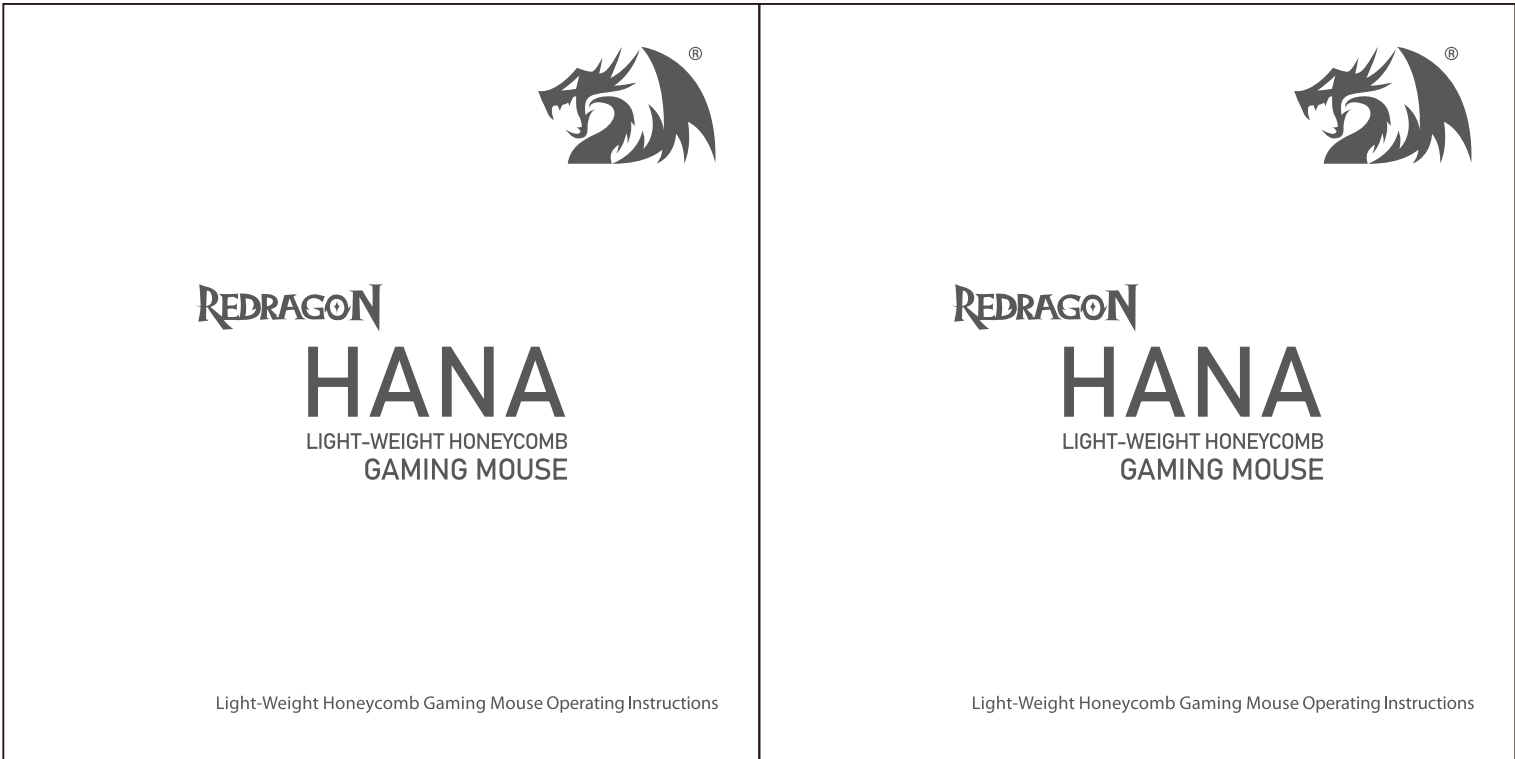 ®
REDRAGON
HANA
LIGHT-WEIGHT HONEYCOMB
GAMING MOUSE
Light-Weight Honeycomb Gaming Mouse Operating Instructions
®
REDRAGON
HANA
LIGHT-WEIGHT HONEYCOMB
GAMING MOUSE
Light-Weight Honeycomb Gaming Mouse Operating Instructions